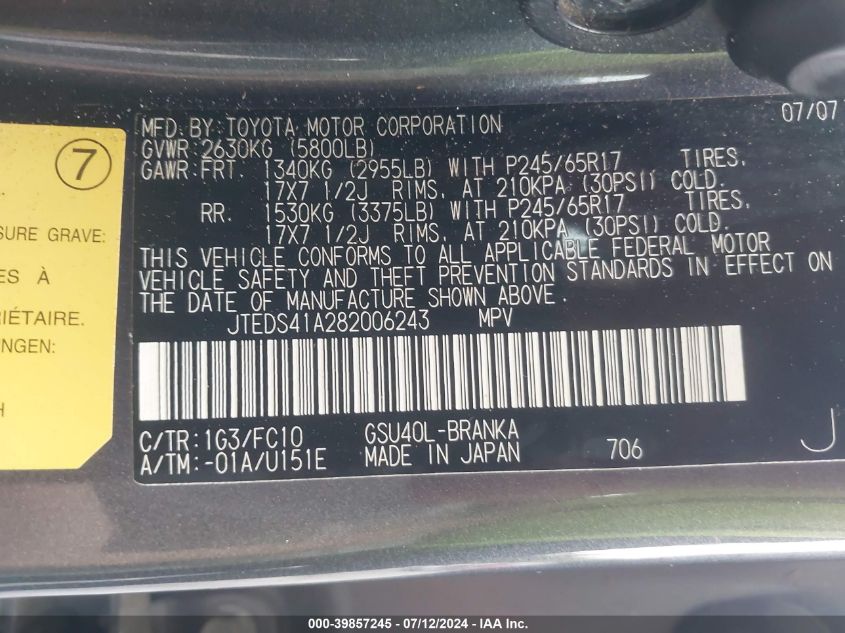 07/07
MFD. BY: TOYOTA MOTOR CORPORATION
GVWR: 2630KG (5800LB)
GAWR: FRT. 1340KG (2955LB) WITH P245/65R17 TIRES,
17X7 1/2J RIMS, AT 210KPA (30PSI) COLD.
RR. 1530KG (3375LB) WITH P245/65R17 TIRES,
17X7 1/2J RIMS, AT 210KPA (30PSI) COLD.
THIS VEHICLE CONFORMS TO ALL APPLICABLE FEDERAL MOTOR
VEHICLE SAFETY AND THEFT PREVENTION STANDARDS IN EFFECT ON
THE DATE OF MANUFACTURE SHOWN ABOVE.
JTEDS41A282006243 MPV
C/TR: 1G3/FC10 GSU40L-BRANKA
A/TM: -01A/U151E MADE IN JAPAN 706 J
7
SURE GRAVE:
ES À
RIÉTAIRE.
NGEN:
H
000-39857245 - 07/12/2024 - IAA Inc.